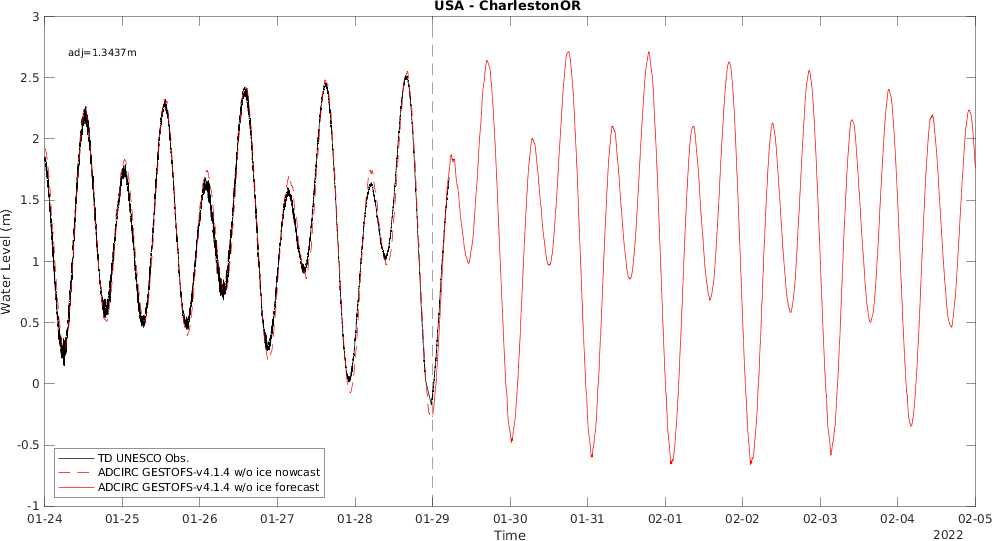 USA - CharlestonOR
adj=1.3437m
Water Level (m)
3
2.5
2
1.5
1
0.5
0
-0.5
-1
TD UNESCO Obs.
ADCIRC GESTOFS-v4.1.4 w/o ice nowcast
ADCIRC GESTOFS-v4.1.4 w/o ice forecast
01-24 01-25 01-26 01-27 01-28 01-29 01-30 01-31 02-01 02-02 02-03 02-04 02-05
Time
2022